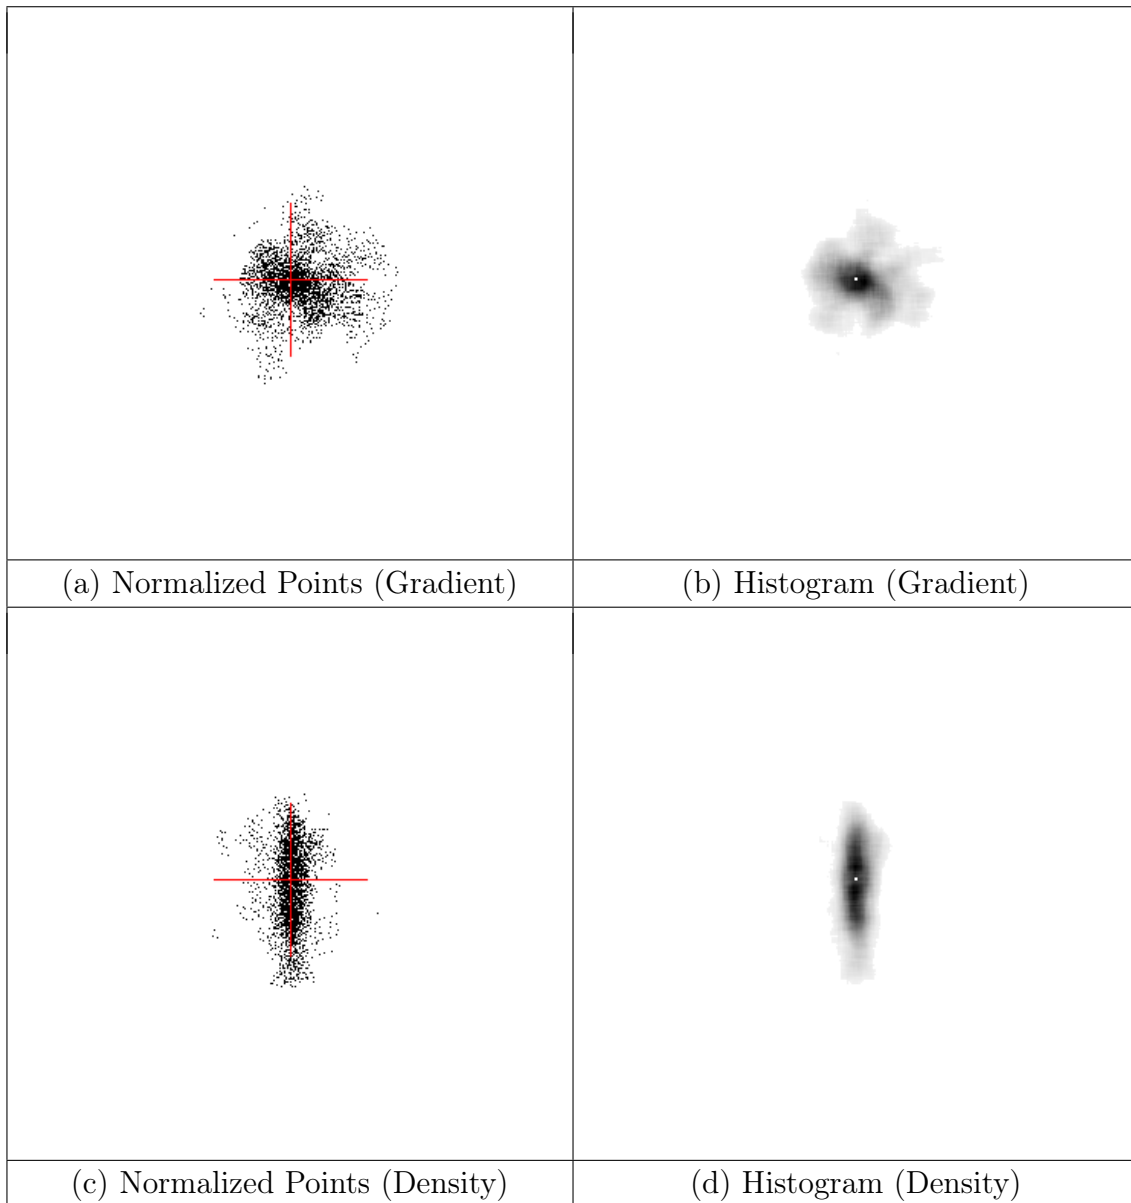 (a) Normalized Points (Gradient)
(b) Histogram (Gradient)
(c) Normalized Points (Density)
(d) Histogram (Density)